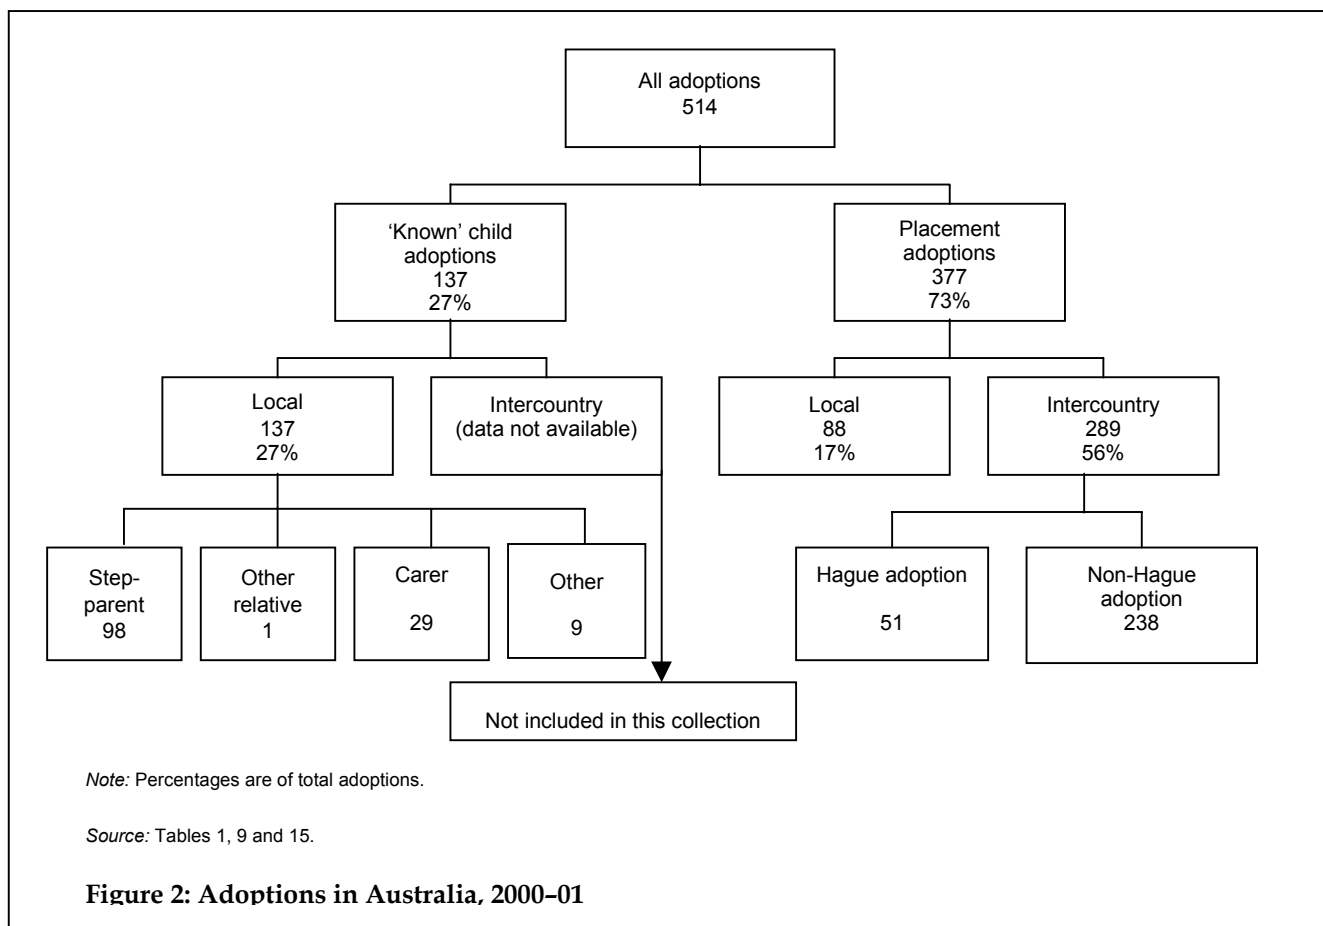 All adoptions
514
‘Known’ child
adoptions
137
27%
Placement
adoptions
377
73%
Local
137
27%
Intercountry
(data not available)
Local
88
17%
Intercountry
289
56%
Step-
parent
98
Other
relative
1
Carer
29
Other
9
Hague adoption
51
Non-Hague
adoption
238
Not included in this collection
Note: Percentages are of total adoptions.
Source: Tables 1, 9 and 15.
Figure 2: Adoptions in Australia, 2000–01